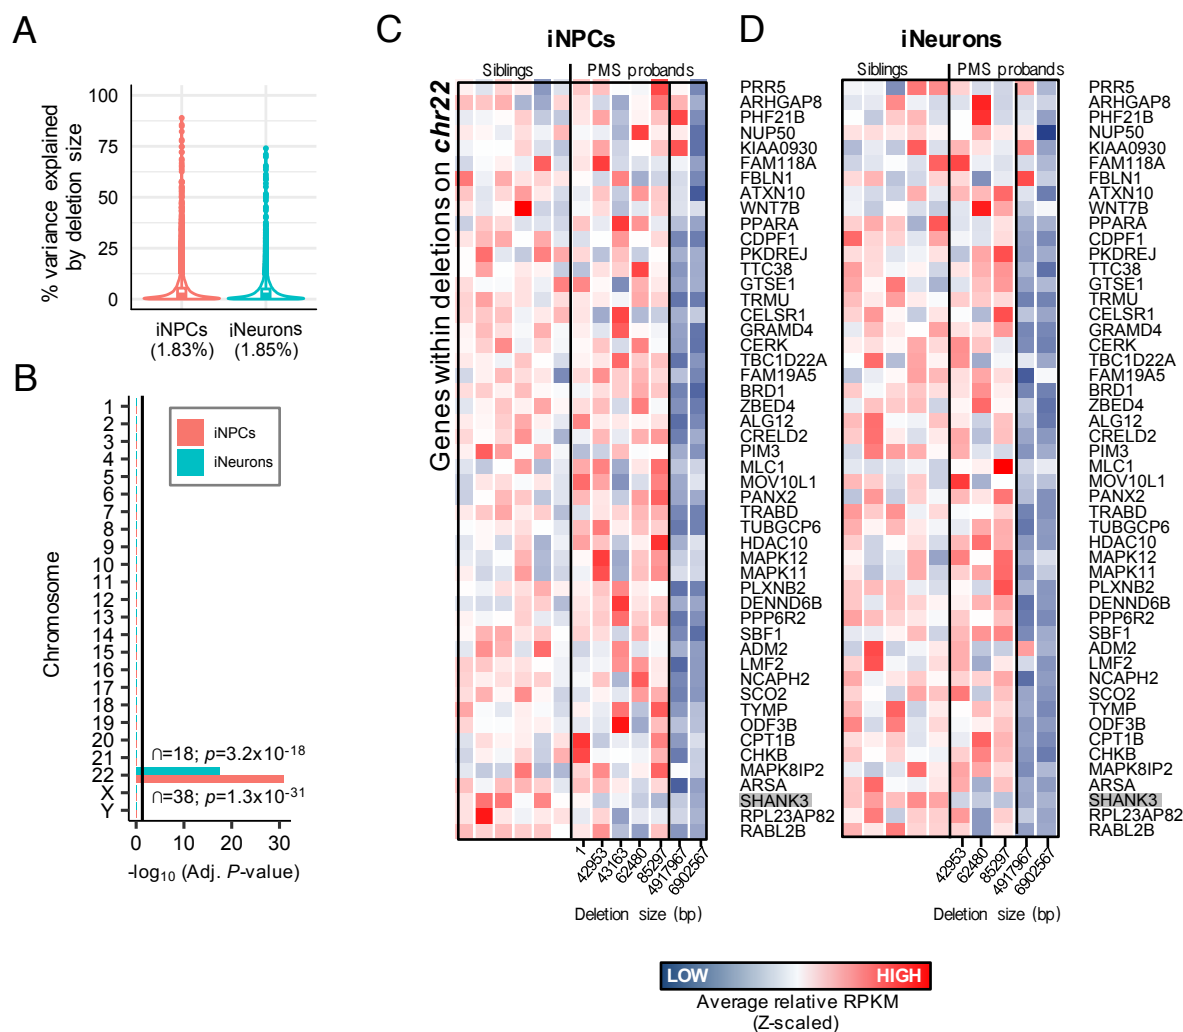 A
% variance explained
by deletion size
100
75
50
25
0
iNPCs
(1.83%)
iNeurons
(1.85%)
B
Chromosome
1
2
3
4
5
6
7
8
9
10
11
12
13
14
15
16
17
18
19
20
21
22
X
Y
iNPCs
iNeurons
n=18; p=3.2x10-18
n=38; p=1.3x10-31
0
10
20
30
-log10 (Adj. P-value)
C
iNPCs
Siblings
PMS probands
Genes within deletions on chr22
PRR5
ARHGAP8
PHF21B
NUP50
KIAA0930
FAM118A
FBLN1
ATXN10
WNT7B
PPARA
CDPF1
PKDREJ
TTC38
GTSE1
TRMU
CELSR1
GRAMD4
CERK
TBC1D22A
FAM19A5
BRD1
ZBED4
ALG12
CRELD2
PIM3
MLC1
MOV10L1
PANX2
TRABD
TUBGCP6
HDAC10
MAPK12
MAPK11
PLXNB2
DENND6B
PPP6R2
SBF1
ADM2
LMF2
NCAPH2
SCO2
TYMP
ODF3B
CPT1B
CHKB
MAPK8IP2
ARSA
SHANK3
RPL23AP82
RABL2B
1
42953
43163
62480
85297
4917967
6902567
Deletion size (bp)
D
iNeurons
Siblings
PMS probands
PRR5
ARHGAP8
PHF21B
NUP50
KIAA0930
FAM118A
FBLN1
ATXN10
WNT7B
PPARA
CDPF1
PKDREJ
TTC38
GTSE1
TRMU
CELSR1
GRAMD4
CERK
TBC1D22A
FAM19A5
BRD1
ZBED4
ALG12
CRELD2
PIM3
MLC1
MOV10L1
PANX2
TRABD
TUBGCP6
HDAC10
MAPK12
MAPK11
PLXNB2
DENND6B
PPP6R2
SBF1
ADM2
LMF2
NCAPH2
SCO2
TYMP
ODF3B
CPT1B
CHKB
MAPK8IP2
ARSA
SHANK3
RPL23AP82
RABL2B
42953
62480
85297
4917967
6902567
Deletion size (bp)
LOW
HIGH
Average relative RPKM
(Z-scaled)